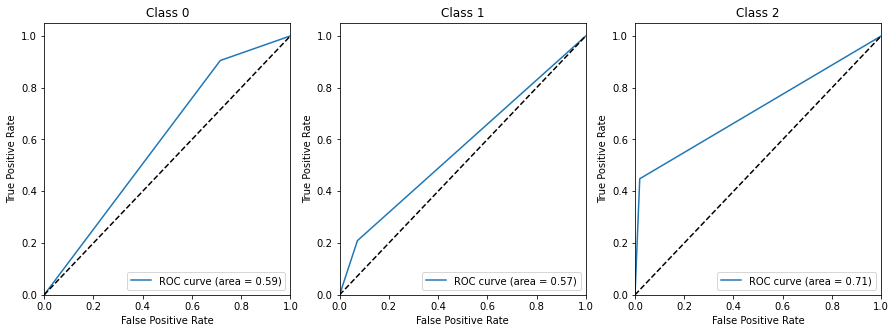 Class 0
True Positive Rate
1.0
0.8
0.6
0.4
0.2
0.0
ROC curve (area = 0.59)
0.0 0.2 0.4 0.6 0.8 1.0
False Positive Rate
Class 1
True Positive Rate
1.0
0.8
0.6
0.4
0.2
0.0
ROC curve (area = 0.57)
0.0 0.2 0.4 0.6 0.8 1.0
False Positive Rate
Class 2
True Positive Rate
1.0
0.8
0.6
0.4
0.2
0.0
ROC curve (area = 0.71)
0.0 0.2 0.4 0.6 0.8 1.0
False Positive Rate